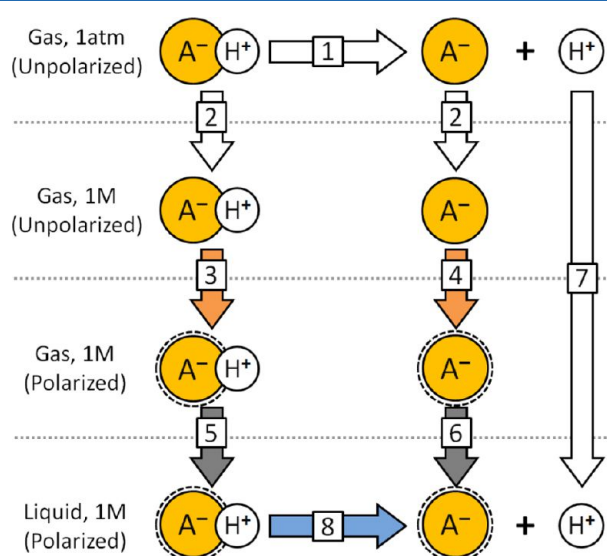 Gas, 1atm
(Unpolarized)
A⁻ H⁺ 1 A⁻ + H⁺
2 2
Gas, 1M
(Unpolarized)
A⁻ H⁺ A⁻
3 4 7
Gas, 1M
(Polarized)
A⁻ H⁺ A⁻
5 6
Liquid, 1M
(Polarized)
A⁻ H⁺ 8 A⁻ + H⁺